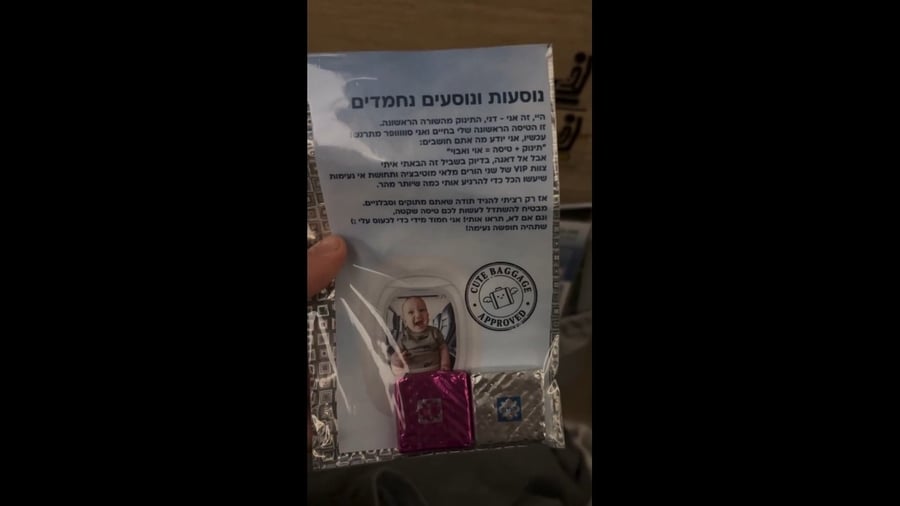 נוסעות ונוסעים נחמדים
היי, זה אני - דני, התינוק מהשורה הראשונה.
זו הטיסה הראשונה שלי בחיים ואני סווווופר מתרגש!
עכשיו, אני יודע מה אתם חושבים:
"תינוק + טיסה = אוי ואבוי"
אבל אל דאגה, בדיוק בשביל זה הבאתי איתי
צוות VIP של שני הורים מלאי מוטיבציה ותחושת אי נעימות
שיעשו הכל כדי להרגיע אותי כמה שיותר מהר.
אז רק רציתי להגיד תודה שאתם מתוקים וסבלניים.
מבטיח להשתדל לעשות לכם טיסה שקטה,
וגם אם לא, תראו אותי! אני חמוד מידי כדי לכעוס עלי :)
שתהיה חופשה נעימה!
CUTE BAGGAGE
APPROVED